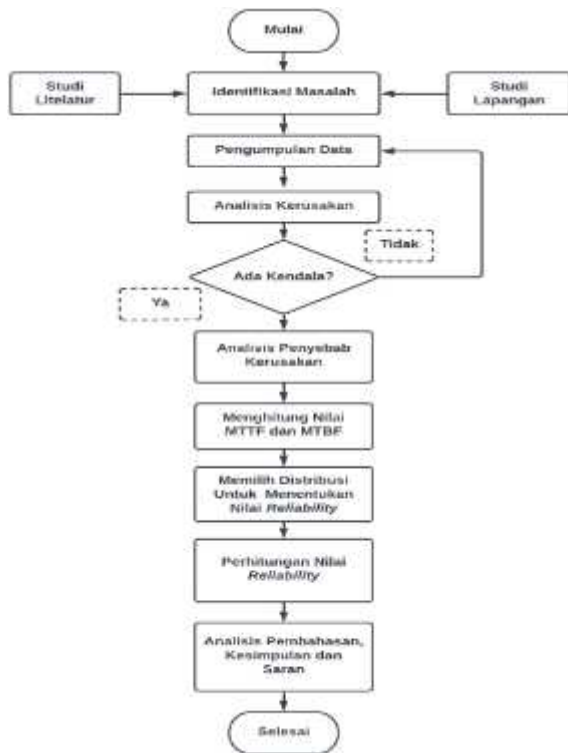 Mulai
Studi
Litelatur
Identifikasi Masalah
Studi
Lapangan
Pengumpulan Data
Analisis Kerusakan
Tidak
Ada Kendala?
Ya
Analisis Penyebab
Kerusakan
Menghitung Nilai
MTTF dan MTBF
Memilih Distribusi
Untuk Menentukan
Nilai Reliability
Perhitungan Nilai
Reliability
Analisis Pembahasan,
Kesimpulan dan
Saran
Selesai